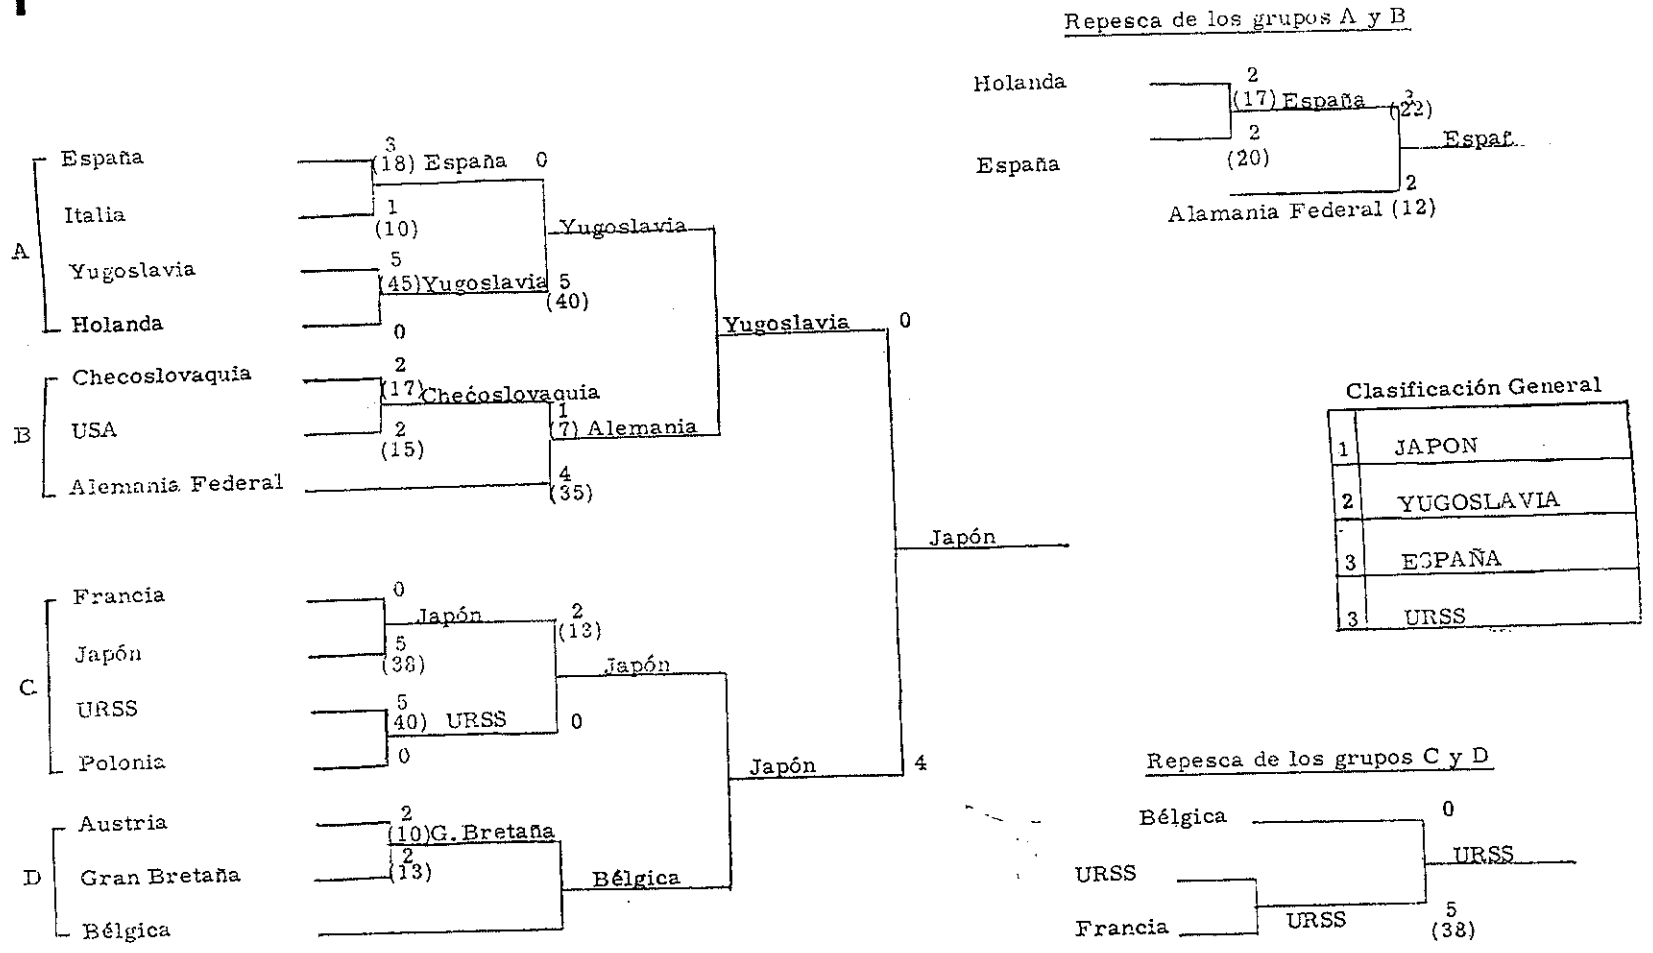 Repesca de los grupos A y B
Holanda
2
(17) España
(22)
España
2
(20)
2
Alamania Federal (12)
A
España
3
(18) España 0
Italia
1
(10)
Yugoslavia
Yugoslavia
5
(45) Yugoslavia 5
(40)
Holanda
0
Yugoslavia 0
B
Checoslovaquia
2
(17) Checoslovaquia
1
USA
2
(15)
(7) Alemania
Alemania Federal
4
(35)
Clasificación General
1 JAPON
2 YUGOSLAVIA
3 ESPAÑA
3 URSS
Japón
C
Francia
0
Japón 2
(13)
Japón
5
(38)
Japón
URSS
5
40) URSS 0
Polonia
0
Japón 4
D
Austria
2
(10) G. Bretaña
Gran Bretaña
2
(13)
Bélgica
Bélgica
Repesca de los grupos C y D
Bélgica
0
URSS
URSS
Francia
URSS
5
(38)